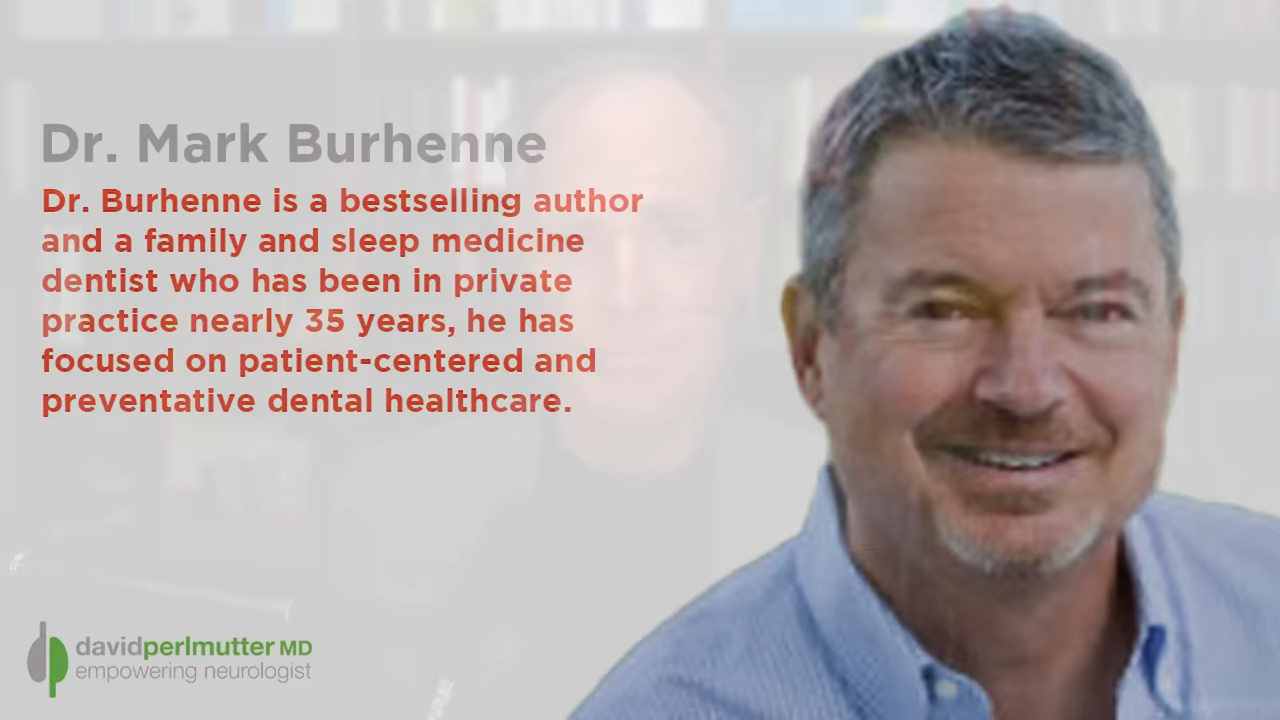 Dr. Mark Burhenne
Dr. Burhenne is a bestselling author
and a family and sleep medicine
dentist who has been in private
practice nearly 35 years, he has
focused on patient-centered and
preventative dental healthcare.
davidperlmutter MD
empowering neurologist